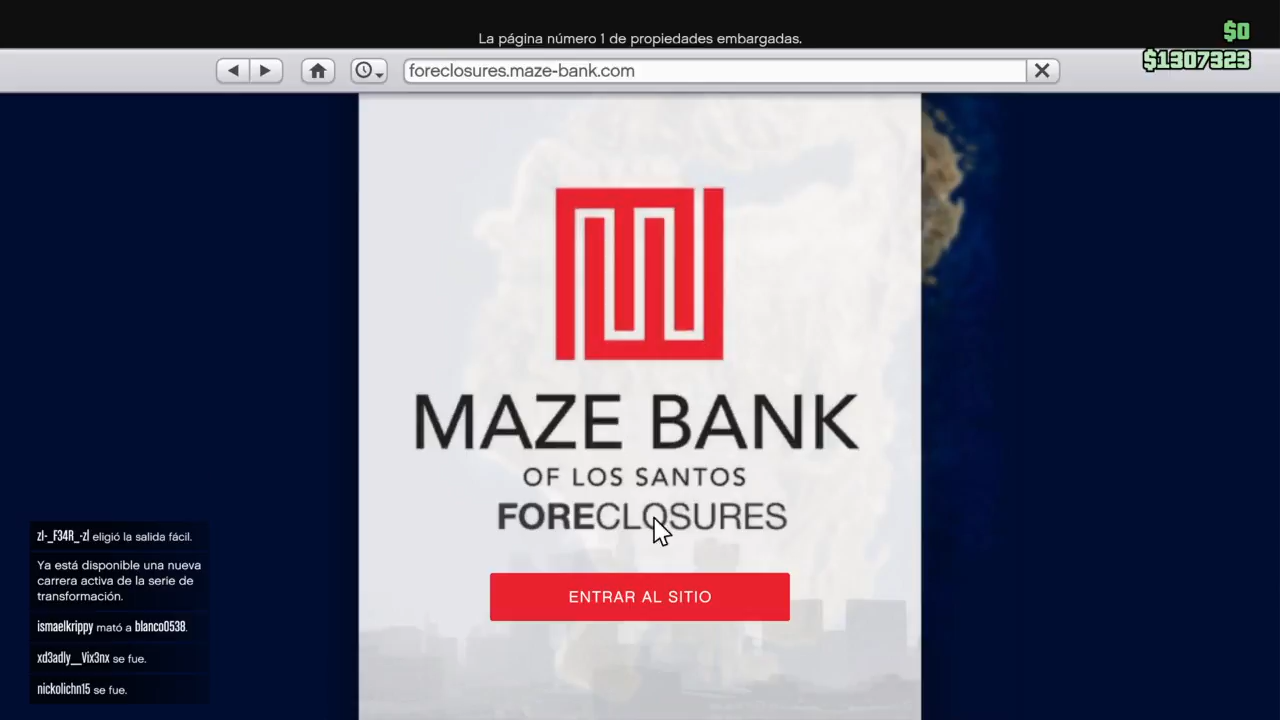 La página número 1 de propiedades embargadas.
$0
$1307323
foreclosures.maze-bank.com
MAZE BANK
OF LOS SANTOS
FORECLOSURES
ENTRAR AL SITIO
zl-_F34R_-zl eligió la salida fácil.
Ya está disponible una nueva
carrera activa de la serie de
transformación.
ismaelkrippy mató a blanco0538.
xd3adly__Vix3nx se fue.
nickolichn15 se fue.